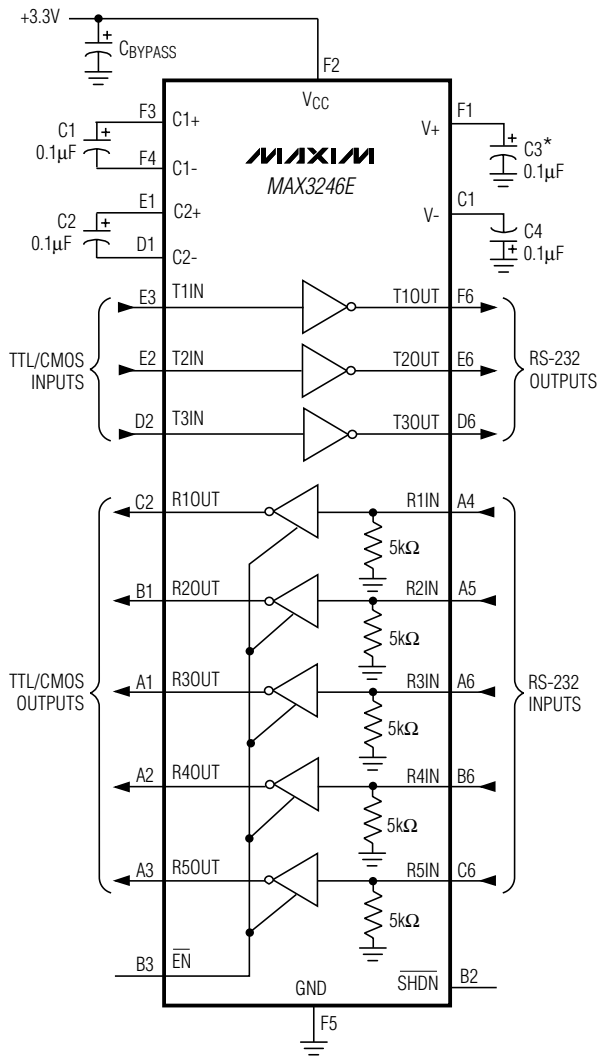 +3.3V
CBYPASS
F2
VCC
F3
C1+
C1
0.1μF
F4
C1-
E1
C2+
C2
0.1μF
D1
C2-
MAXIM
MAX3246E
F1
V+
C3*
0.1μF
C1
V-
C4
0.1μF
E3
T1IN
T1OUT
F6
TTL/CMOS
INPUTS
E2
T2IN
T2OUT
E6
RS-232
OUTPUTS
D2
T3IN
T3OUT
D6
C2
R1OUT
R1IN
A4
5kΩ
B1
R2OUT
R2IN
A5
5kΩ
TTL/CMOS
OUTPUTS
A1
R3OUT
R3IN
A6
RS-232
INPUTS
5kΩ
A2
R4OUT
R4IN
B6
5kΩ
A3
R5OUT
R5IN
C6
5kΩ
B3
EN
GND
SHDN
B2
F5